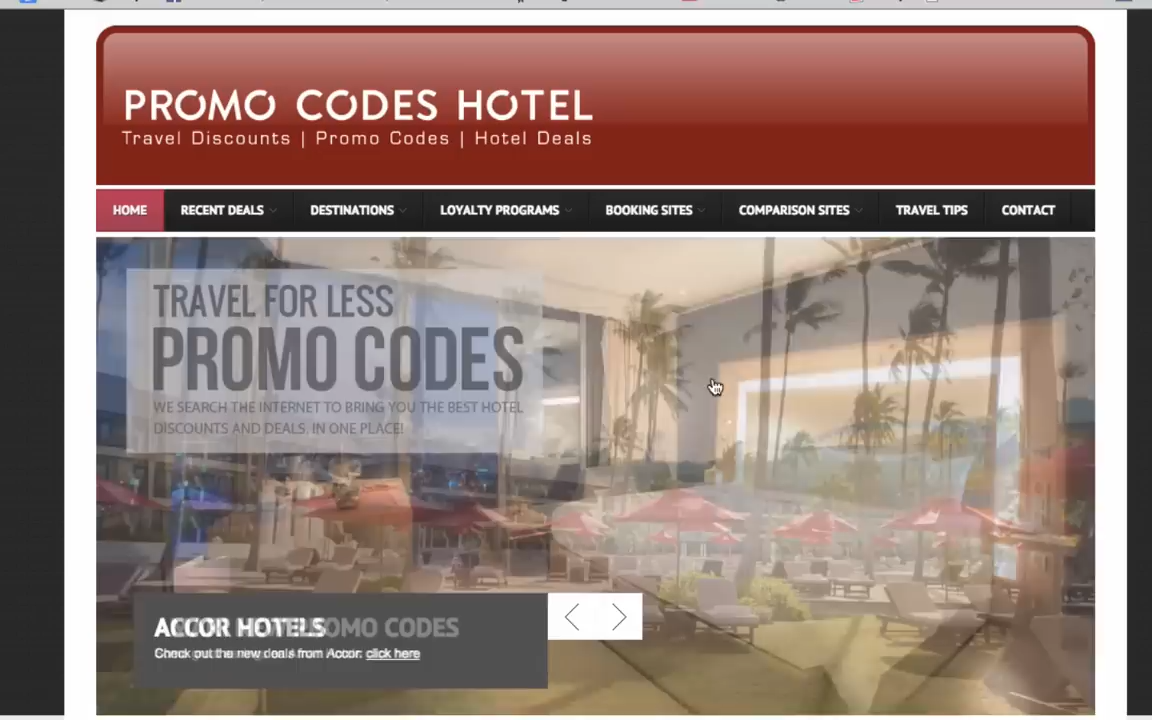 PROMO CODES HOTEL
Travel Discounts | Promo Codes | Hotel Deals
HOME RECENT DEALS DESTINATIONS LOYALTY PROGRAMS BOOKING SITES COMPARISON SITES TRAVEL TIPS CONTACT
TRAVEL FOR LESS
PROMO CODES
WE SEARCH THE INTERNET TO BRING YOU THE BEST HOTEL
DISCOUNTS AND DEALS, IN ONE PLACE!
ACCOR HOTELS PROMO CODES
Check out the new deals from Accor: click here